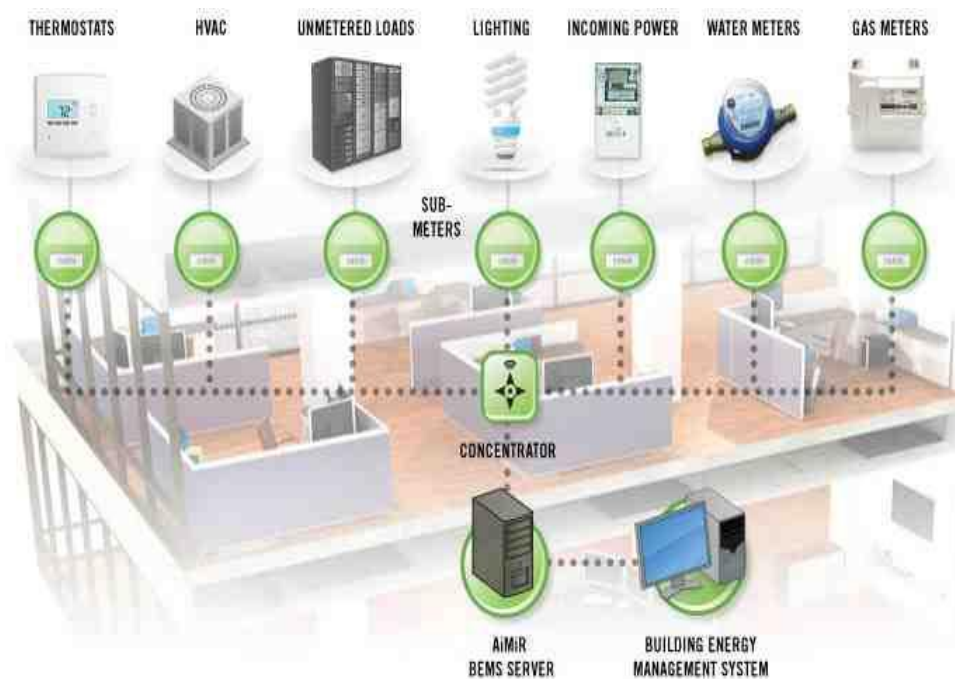 THERMOSTATS
HVAC
UNMETERED LOADS
LIGHTING
INCOMING POWER
WATER METERS
GAS METERS
72
SUB-
METERS
CONCENTRATOR
AiMiR
BEMS SERVER
BUILDING ENERGY
MANAGEMENT SYSTEM